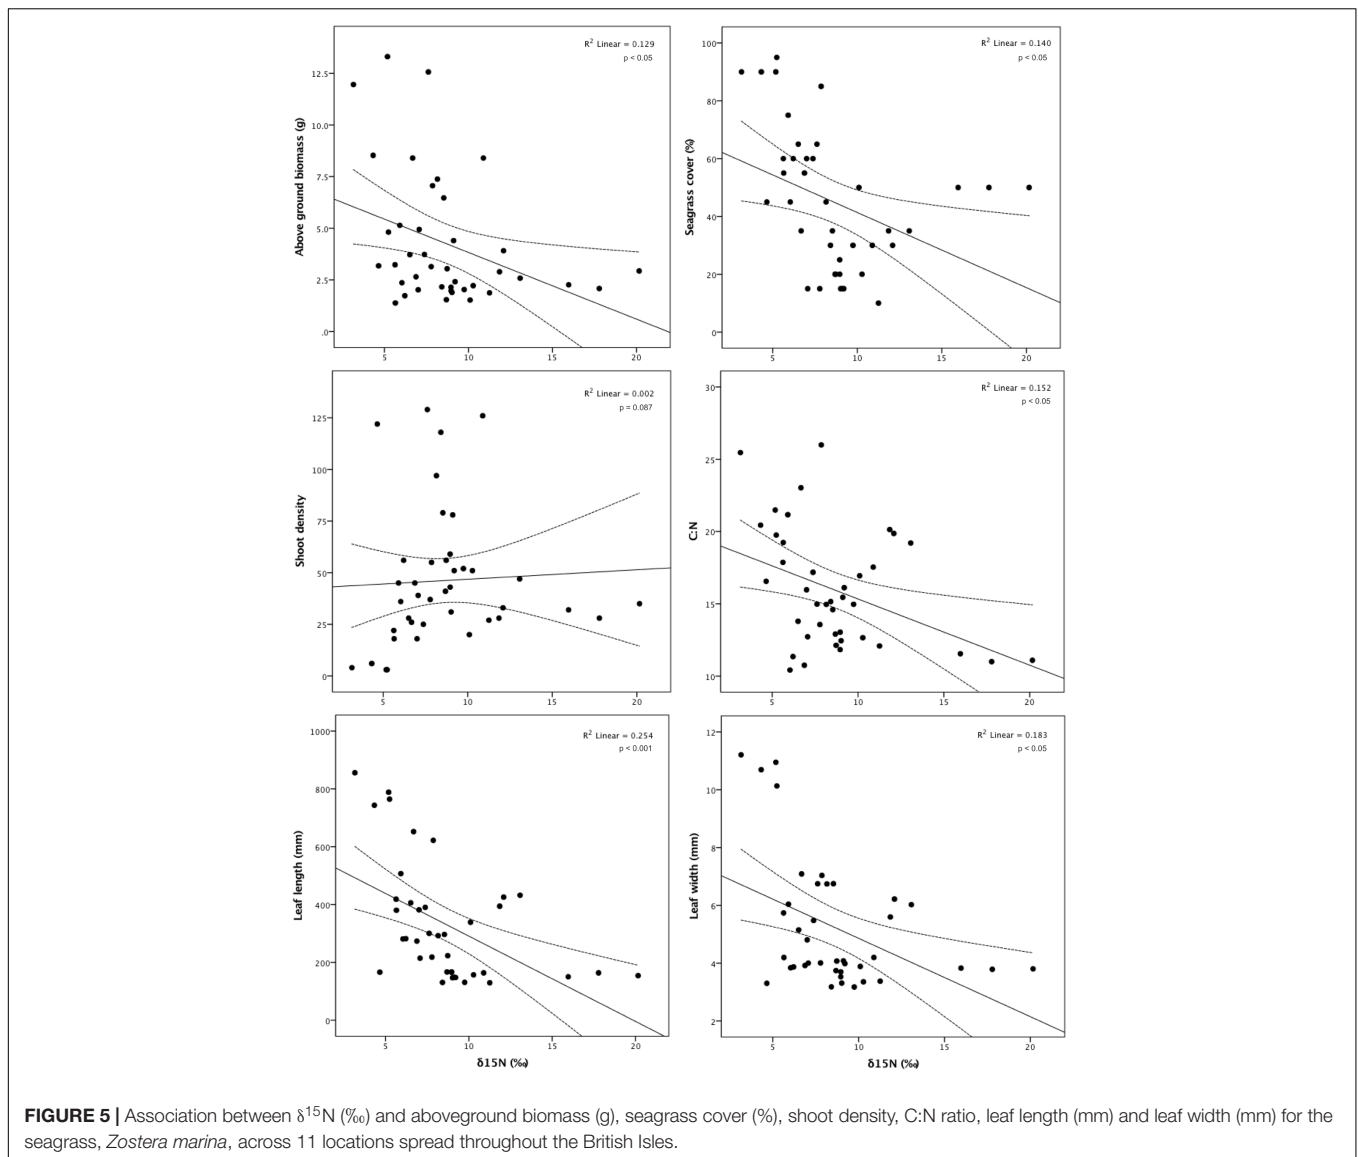 R² Linear = 0.129
p < 0.05
12.5
10.0
7.5
5.0
2.5
.0
Above ground biomass (g)
5 10 15 20
R² Linear = 0.140
p < 0.05
100
80
60
40
20
0
Seagrass cover (%)
5 10 15 20
R² Linear = 0.002
p = 0.087
125
100
75
50
25
0
Shoot density
5 10 15 20
R² Linear = 0.152
p < 0.05
30
25
20
15
10
C:N
5 10 15 20
R² Linear = 0.254
p < 0.001
1000
800
600
400
200
0
Leaf length (mm)
5 10 15 20
δ15N (‰)
R² Linear = 0.183
p < 0.05
12
10
8
6
4
2
Leaf width (mm)
5 10 15 20
δ15N (‰)
FIGURE 5 | Association between δ¹⁵N (‰) and aboveground biomass (g), seagrass cover (%), shoot density, C:N ratio, leaf length (mm) and leaf width (mm) for the
seagrass, Zostera marina, across 11 locations spread throughout the British Isles.